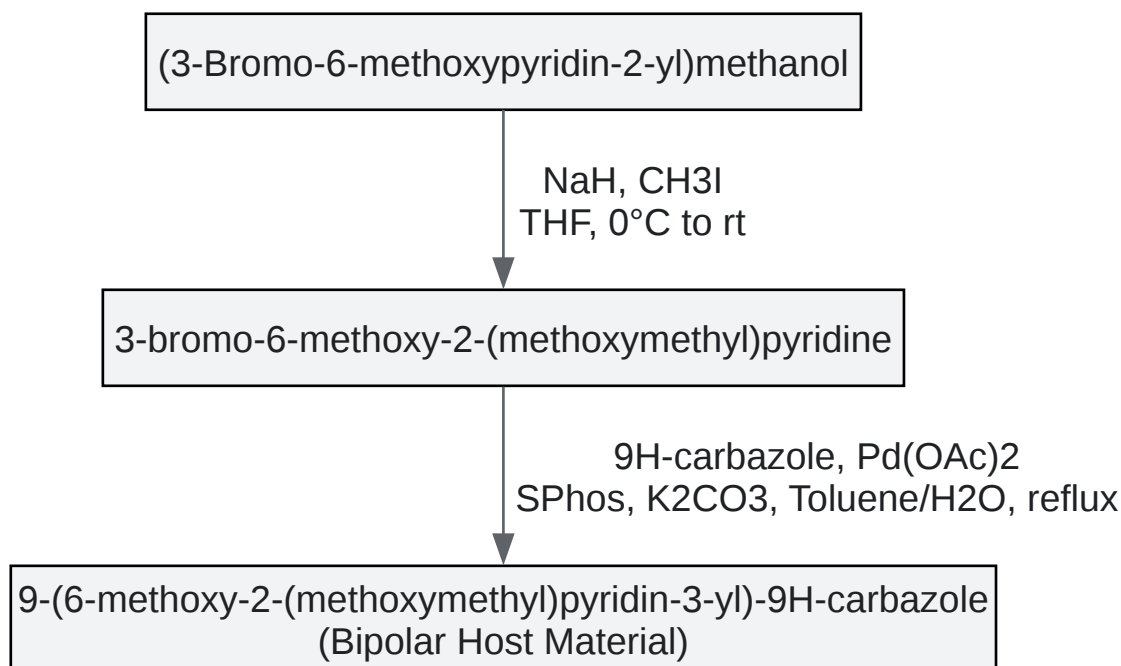 (3-Bromo-6-methoxypyridin-2-yl)methanol
NaH, CH3I
THF, 0°C to rt
3-bromo-6-methoxy-2-(methoxymethyl)pyridine
9H-carbazole, Pd(OAc)2
SPhos, K2CO3, Toluene/H2O, reflux
9-(6-methoxy-2-(methoxymethyl)pyridin-3-yl)-9H-carbazole
(Bipolar Host Material)